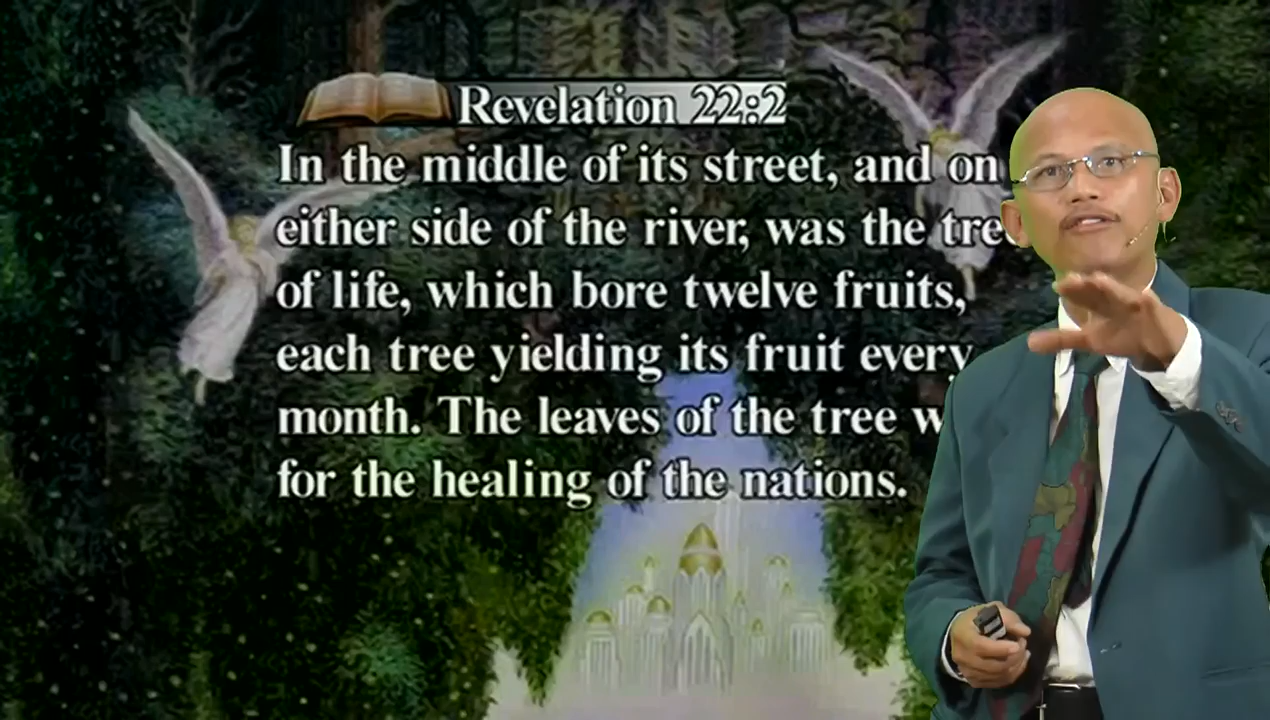 Revelation 22:2
In the middle of its street, and on
either side of the river, was the tree
of life, which bore twelve fruits,
each tree yielding its fruit every
month. The leaves of the tree
for the healing of the nations.